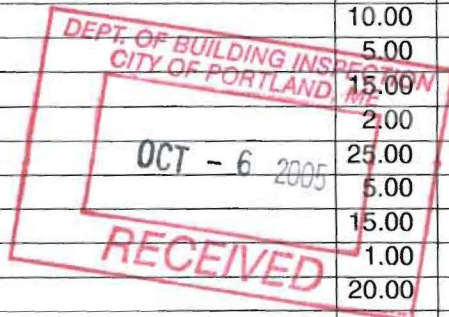 10.00
DEPT. OF BUILDING INSPECTION
5.00
CITY OF PORTLAND, ME
15.00
2.00
OCT - 6 2005
25.00
5.00
15.00
RECEIVED
1.00
20.00